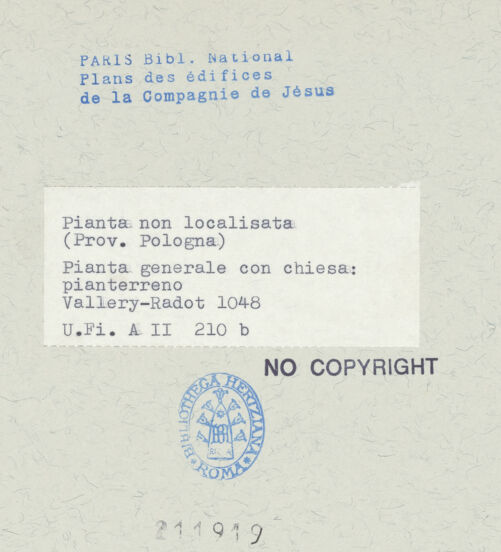 PARIS Bibl. National
Plans des édifices
de la Compagnie de Jésus
Pianta non localisata
(Prov. Pologna)
Pianta generale con chiesa:
pianterreno
Vallery-Radot 1048
U.Fi. A II 210 b
NO COPYRIGHT
BIBLIOTHECA HERTZIANA
ROMA
211919